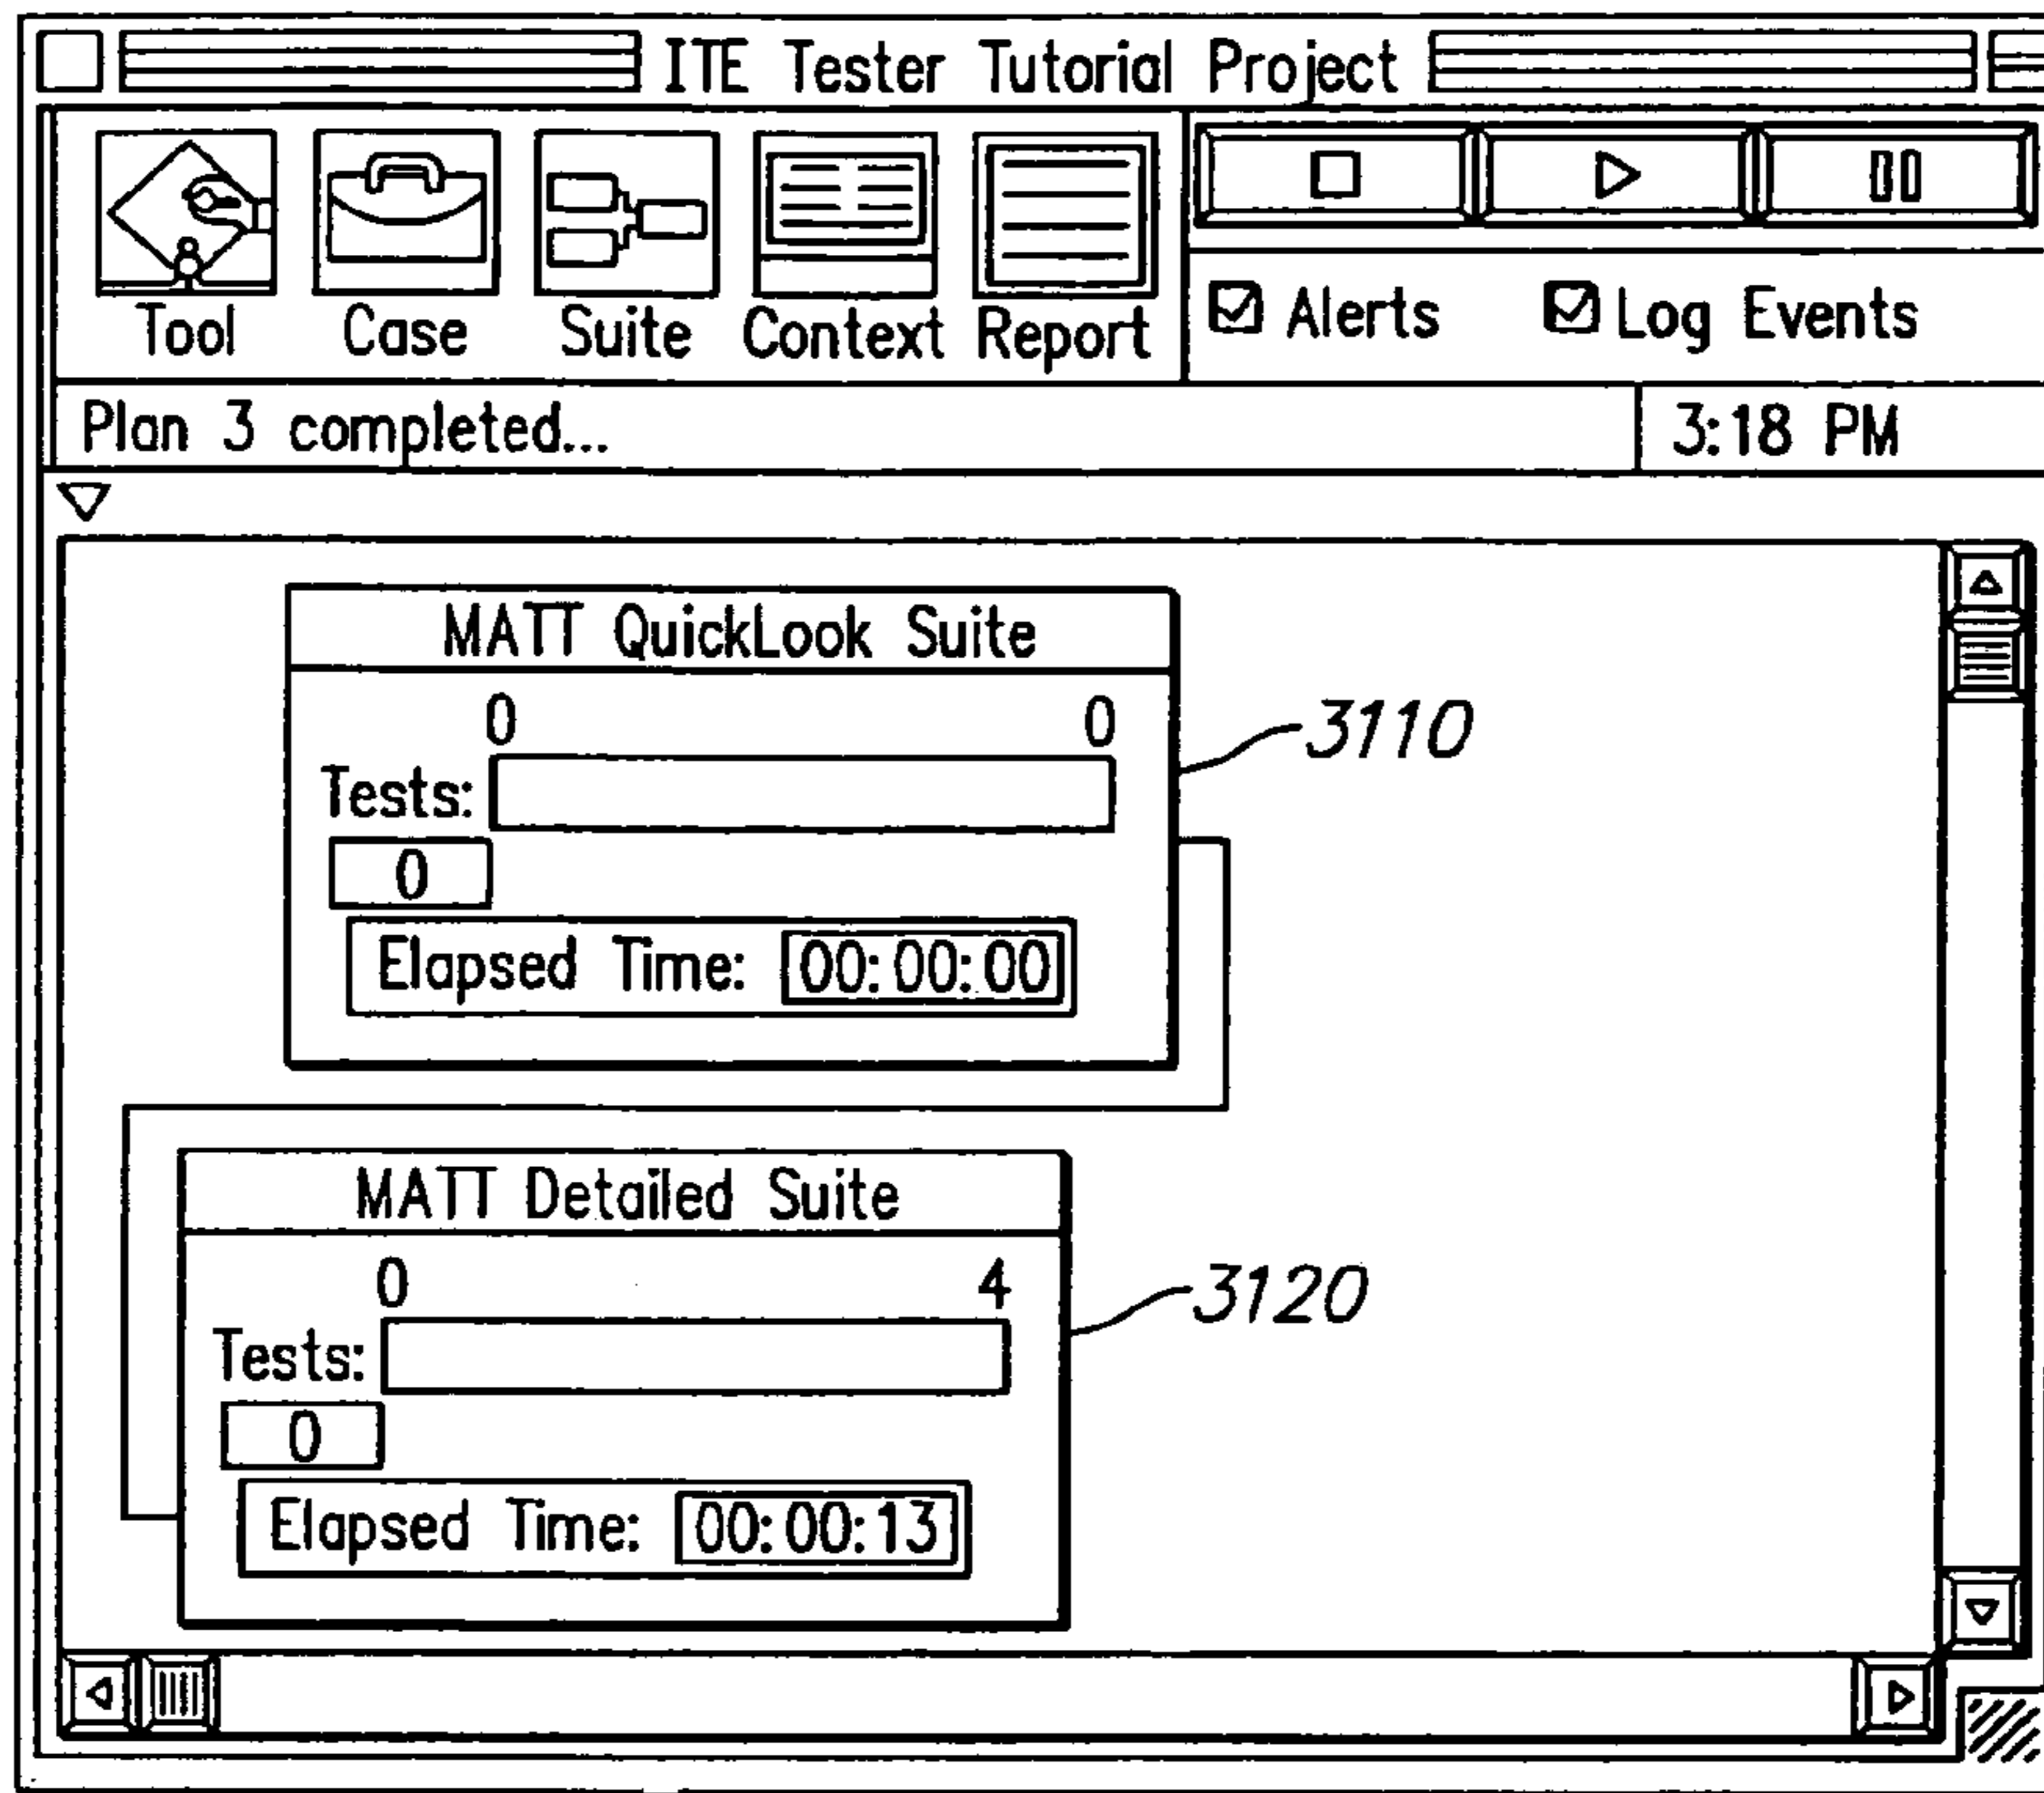 ITE Tester Tutorial Project
Tool Case Suite Context Report
Alerts Log Events
Plan 3 completed... 3:18 PM
MATT QuickLook Suite
0 0
Tests:
3110
0
Elapsed Time: 00:00:00
MATT Detailed Suite
0 4
Tests:
3120
0
Elapsed Time: 00:00:13